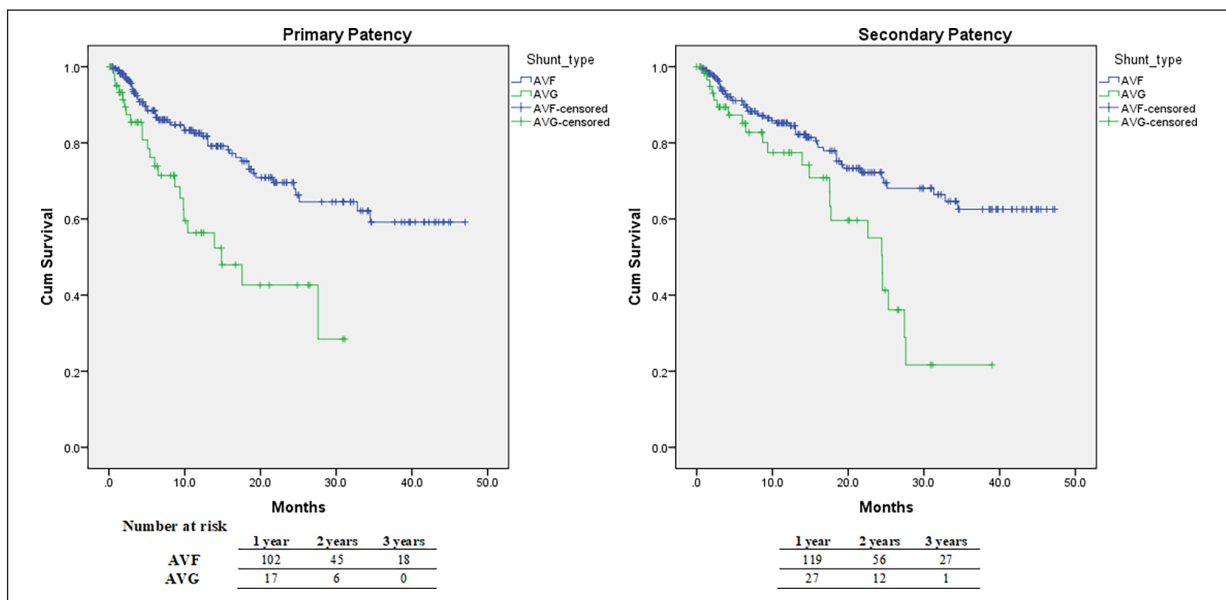 Primary Patency
Cum Survival
1.0
0.8
0.6
0.4
0.2
0.0
.0 10.0 20.0 30.0 40.0 50.0
Months
Shunt_type
AVF
AVG
AVF-censored
AVG-censored
Number at risk
1 year 2 years 3 years
AVF 102 45 18
AVG 17 6 0
Secondary Patency
Cum Survival
1.0
0.8
0.6
0.4
0.2
0.0
.0 10.0 20.0 30.0 40.0 50.0
Months
Shunt_type
AVF
AVG
AVF-censored
AVG-censored
1 year 2 years 3 years
119 56 27
27 12 1